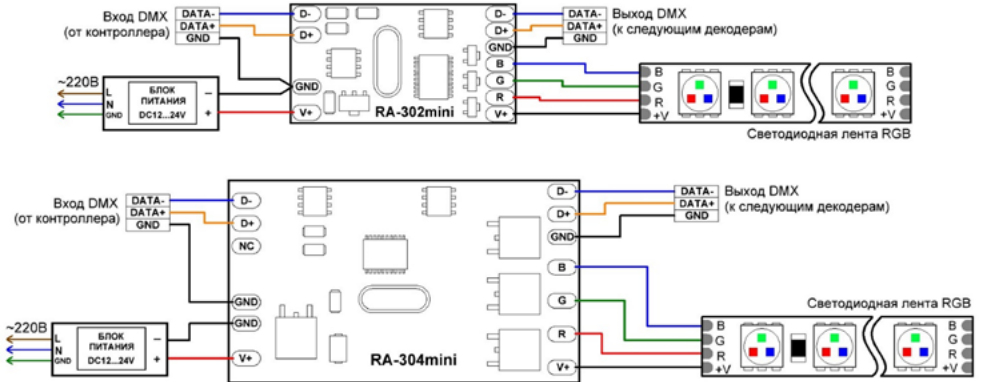 Вход DMX
(от контроллера)
DATA-
DATA+
GND
~220В
L
N
GND
БЛОК
ПИТАНИЯ
DC12...24V
–
+
D-
D+
GND
V+
RA-302mini
D-
D+
GND
B
G
R
V+
DATA-
DATA+
GND
Выход DMX
(к следующим декодерам)
B
G
R
+V
B
G
R
+V
Светодиодная лента RGB
Вход DMX
(от контроллера)
DATA-
DATA+
GND
~220В
L
N
GND
БЛОК
ПИТАНИЯ
DC12...24V
–
+
D-
D+
NC
GND
GND
V+
RA-304mini
D-
D+
GND
B
G
R
V+
DATA-
DATA+
GND
Выход DMX
(к следующим декодерам)
Светодиодная лента RGB
B
G
R
+V
B
G
R
+V